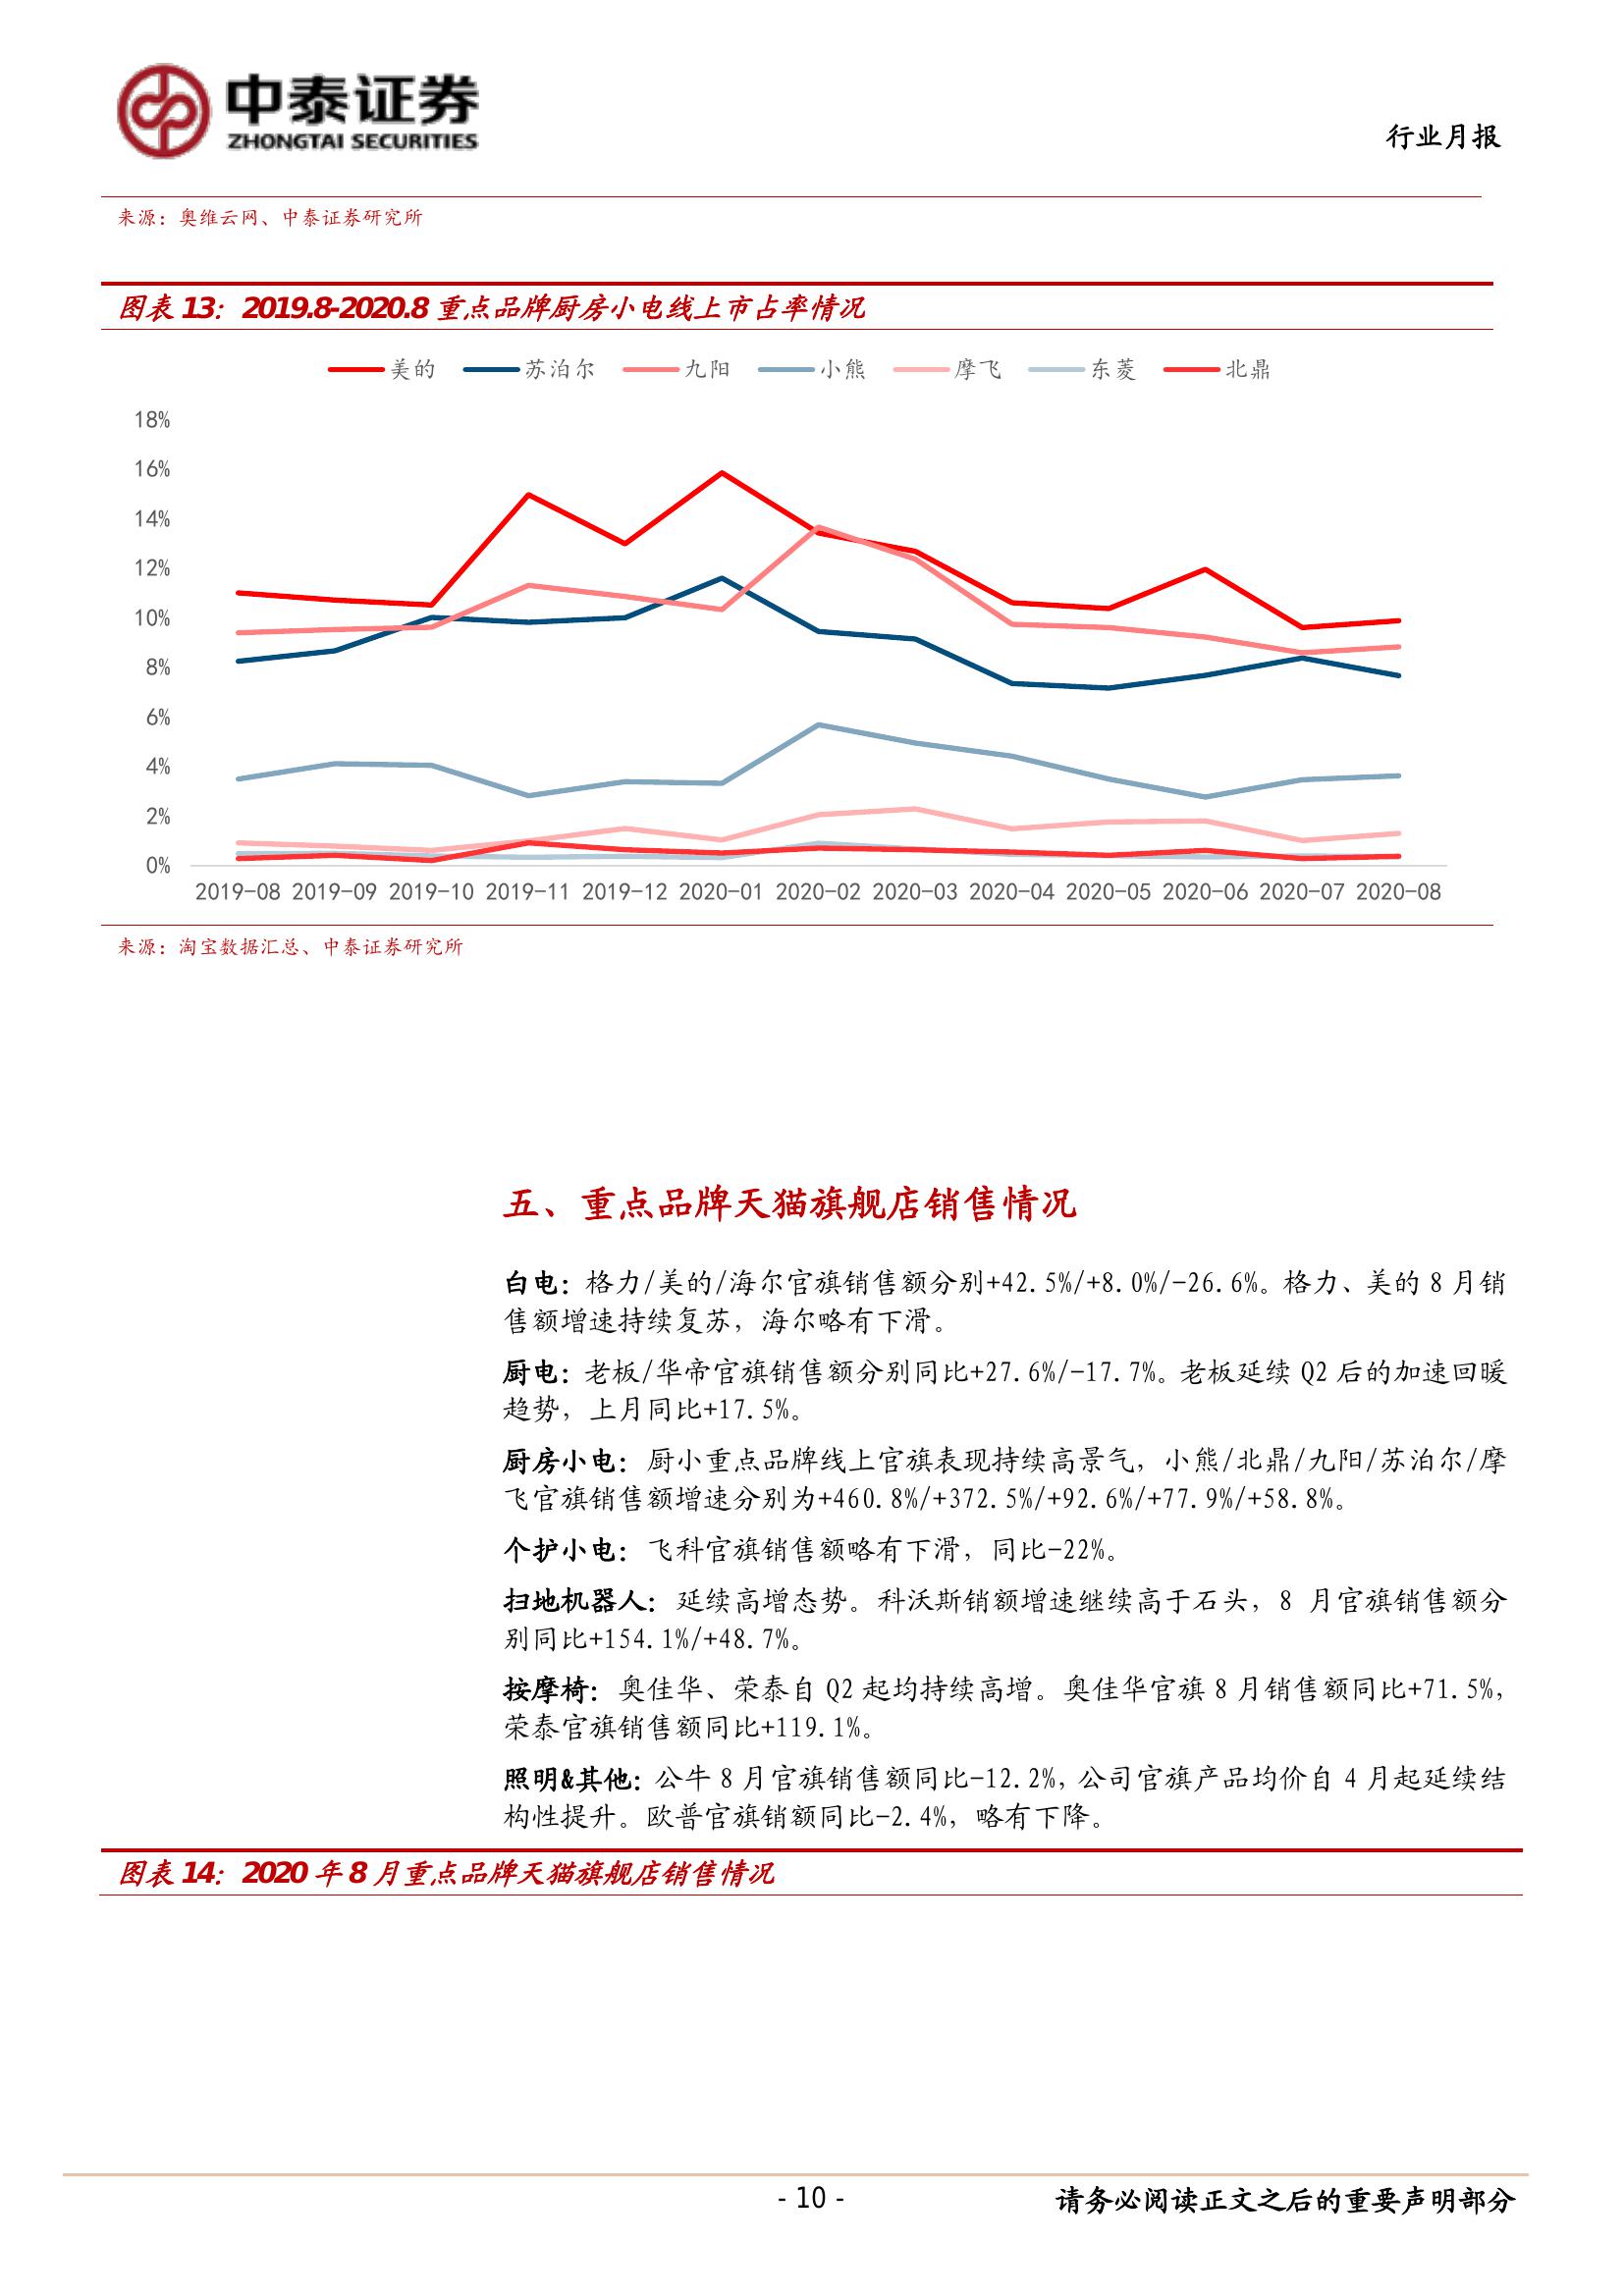 中泰证券
ZHONGTAI SECURITIES
行业月报
来源：奥维云网、中泰证券研究所
图表 13：2019.8-2020.8 重点品牌厨房小电线上市占率情况
美的 苏泊尔 九阳 小熊 摩飞 东菱 北鼎
18%
16%
14%
12%
10%
8%
6%
4%
2%
0%
2019-08 2019-09 2019-10 2019-11 2019-12 2020-01 2020-02 2020-03 2020-04 2020-05 2020-06 2020-07 2020-08
来源：淘宝数据汇总、中泰证券研究所
五、重点品牌天猫旗舰店销售情况
白电：格力/美的/海尔官旗销售额分别+42.5%/+8.0%/-26.6%。格力、美的 8 月销
售额增速持续复苏，海尔略有下滑。
厨电：老板/华帝官旗销售额分别同比+27.6%/-17.7%。老板延续 Q2 后的加速回暖
趋势，上月同比+17.5%。
厨房小电：厨小重点品牌线上官旗表现持续高景气，小熊/北鼎/九阳/苏泊尔/摩
飞官旗销售额增速分别为+460.8%/+372.5%/+92.6%/+77.9%/+58.8%。
个护小电：飞科官旗销售额略有下滑，同比-22%。
扫地机器人：延续高增态势。科沃斯销额增速继续高于石头，8 月官旗销售额分
别同比+154.1%/+48.7%。
按摩椅：奥佳华、荣泰自 Q2 起均持续高增。奥佳华官旗 8 月销售额同比+71.5%，
荣泰官旗销售额同比+119.1%。
照明&其他：公牛 8 月官旗销售额同比-12.2%，公司官旗产品均价自 4 月起延续结
构性提升。欧普官旗销额同比-2.4%，略有下降。
图表 14：2020 年 8 月重点品牌天猫旗舰店销售情况
- 10 -
请务必阅读正文之后的重要声明部分